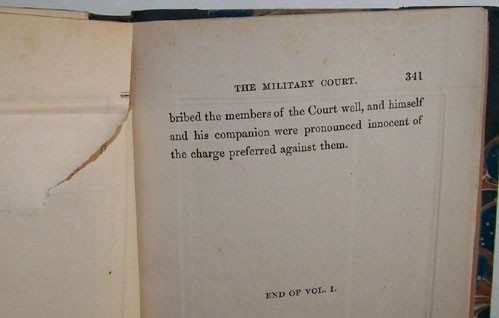 THE MILITARY COURT. 341
bribed the members of the Court well, and himself
and his companion were pronounced innocent of
the charge preferred against them.
END OF VOL. I.